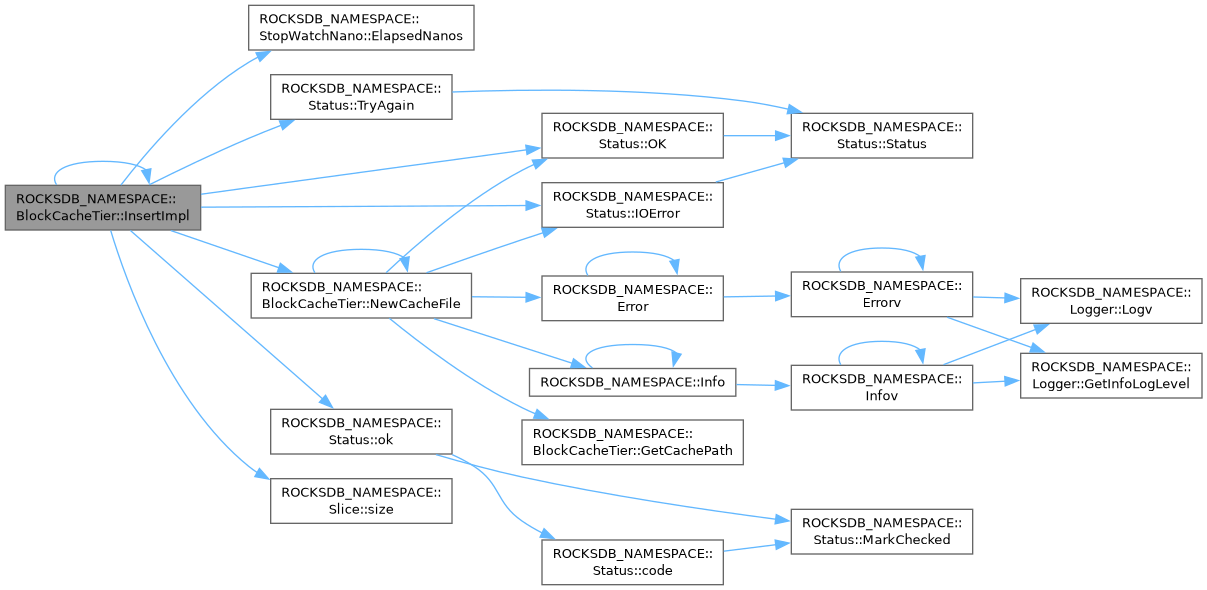 ROCKSDB_NAMESPACE::
BlockCacheTier::InsertImpl
ROCKSDB_NAMESPACE::
StopWatchNano::ElapsedNanos
ROCKSDB_NAMESPACE::
Status::TryAgain
ROCKSDB_NAMESPACE::
Status::OK
ROCKSDB_NAMESPACE::
Status::Status
ROCKSDB_NAMESPACE::
Status::IOError
ROCKSDB_NAMESPACE::
BlockCacheTier::NewCacheFile
ROCKSDB_NAMESPACE::
Error
ROCKSDB_NAMESPACE::
Errorv
ROCKSDB_NAMESPACE::
Logger::Logv
ROCKSDB_NAMESPACE::Info
ROCKSDB_NAMESPACE::
Infov
ROCKSDB_NAMESPACE::
Logger::GetInfoLogLevel
ROCKSDB_NAMESPACE::
BlockCacheTier::GetCachePath
ROCKSDB_NAMESPACE::
Status::ok
ROCKSDB_NAMESPACE::
Slice::size
ROCKSDB_NAMESPACE::
Status::code
ROCKSDB_NAMESPACE::
Status::MarkChecked